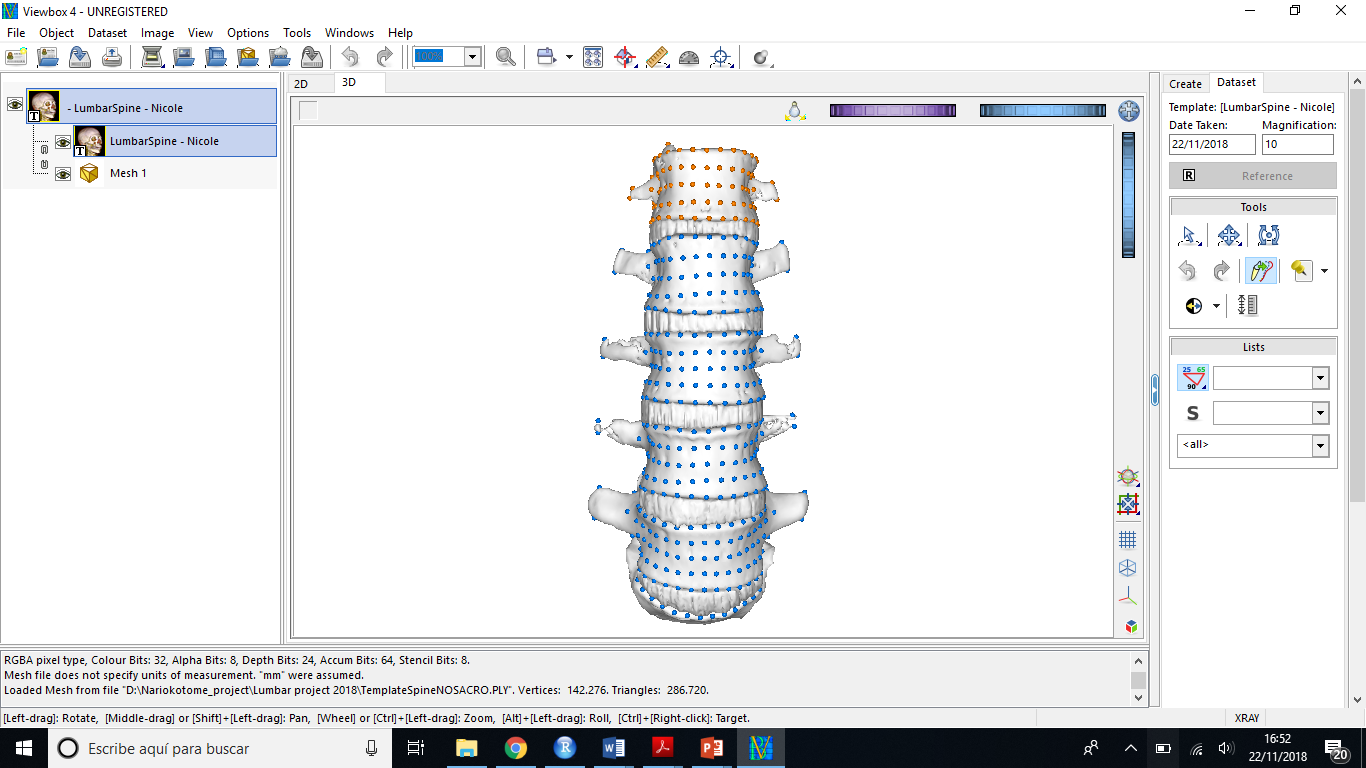 Viewbox 4 - UNREGISTERED
File Object Dataset Image View Options Tools Windows Help
100%
2D 3D
Create Dataset
- LumbarSpine - Nicole
T
LumbarSpine - Nicole
T
Mesh 1
Template: [LumbarSpine - Nicole]
Date Taken: Magnification:
22/11/2018 10
R Reference
Tools
Lists
25 65
90
S
<all>
RGBA pixel type, Colour Bits: 32, Alpha Bits: 8, Depth Bits: 24, Accum Bits: 64, Stencil Bits: 8.
Mesh file does not specify units of measurement. "mm" were assumed.
Loaded Mesh from file "D:\Nariokotome_project\Lumbar project 2018\TemplateSpineNOSACRO.PLY". Vertices: 142.276. Triangles: 286.720.
[Left-drag]: Rotate, [Middle-drag] or [Shift]+[Left-drag]: Pan, [Wheel] or [Ctrl]+[Left-drag]: Zoom, [Alt]+[Left-drag]: Roll, [Ctrl]+[Right-click]: Target.
XRAY
Escribe aquí para buscar
R
W
P
16:52
22/11/2018
20